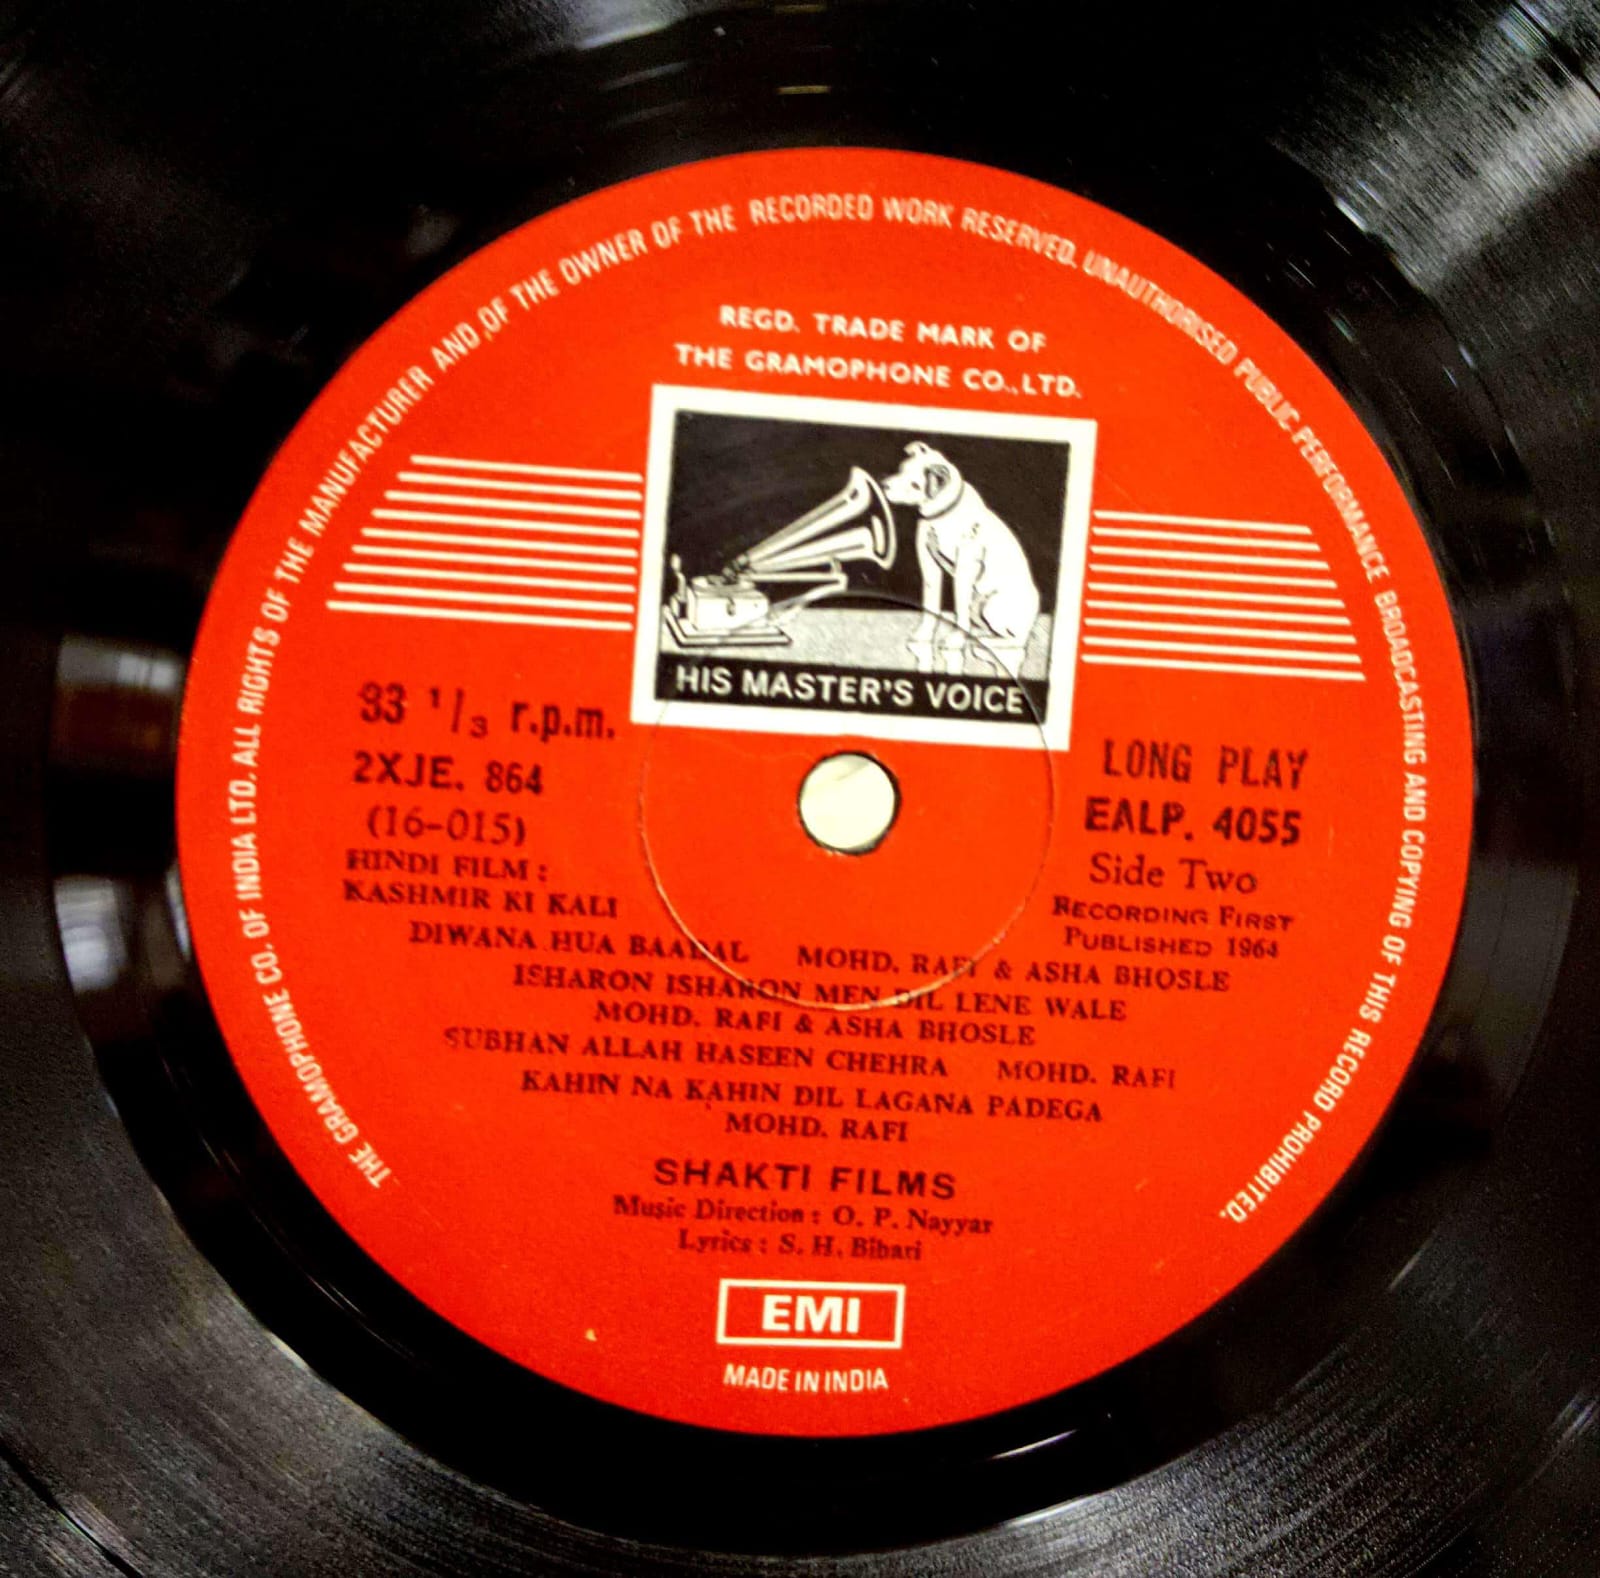 THE GRAMOPHONE CO. OF INDIA LTD. ALL RIGHTS OF THE MANUFACTURER AND OF THE OWNER OF THE RECORDED WORK RESERVED. UNAUTHORISED PUBLIC PERFORMANCE BROADCASTING AND COPYING OF THIS RECORD PROHIBITED.
REGD. TRADE MARK OF
THE GRAMOPHONE CO., LTD.
HIS MASTER'S VOICE
33 1/3 r.p.m.
2XJE. 864
(16-015)
HINDI FILM :
KASHMIR KI KALI
LONG PLAY
EALP. 4055
Side Two
RECORDING FIRST
PUBLISHED 1964
DIWANA HUA BAADAL MOHD. RAFI & ASHA BHOSLE
ISHARON ISHARON MEN DIL LENE WALE
MOHD. RAFI & ASHA BHOSLE
SUBHAN ALLAH HASEEN CHEHRA MOHD. RAFI
KAHIN NA KAHIN DIL LAGANA PADEGA
MOHD. RAFI
SHAKTI FILMS
Music Direction : O. P. Nayyar
Lyrics : S. H. Bihari
EMI
MADE IN INDIA